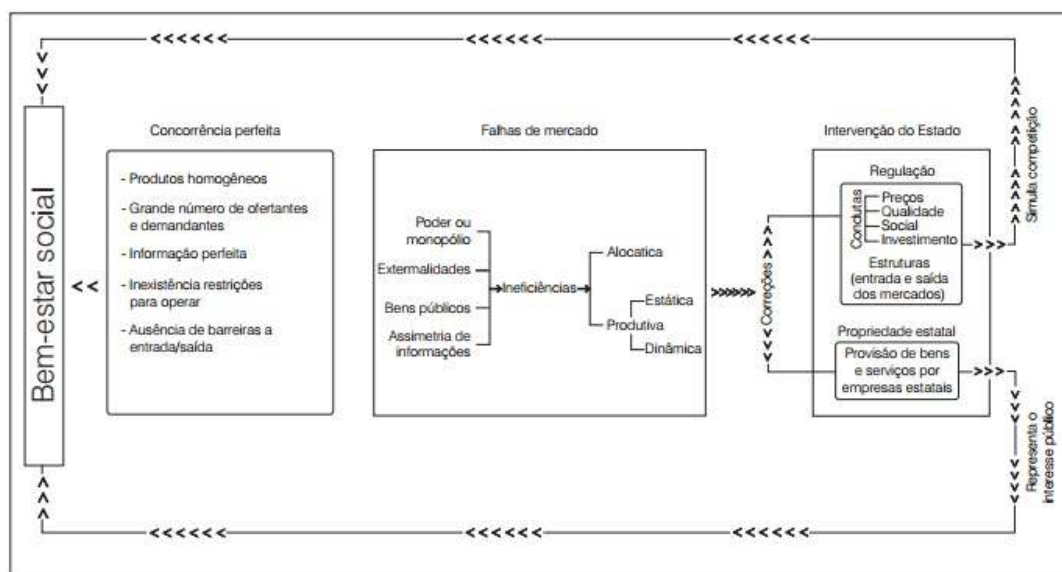 Bem-estar social
Concorrência perfeita
- Produtos homogêneos
- Grande número de ofertantes
e demandantes
- Informação perfeita
- Inexistência restrições
para operar
- Ausência de barreiras a
entrada/saída
Falhas de mercado
Poder ou
monopólio
Extermalidades
Bens públicos
Assimetria de
informações
Ineficiências
Alocatica
Produtiva
Estática
Dinâmica
Correções
Intervenção do Estado
Regulação
Condutas
Preços
Qualidade
Social
Investimento
Estruturas
(entrada e saída
dos mercados)
Propriedade estatal
Provisão de bens
e serviços por
empresas estatais
Simula competição
Representa o
interesse público